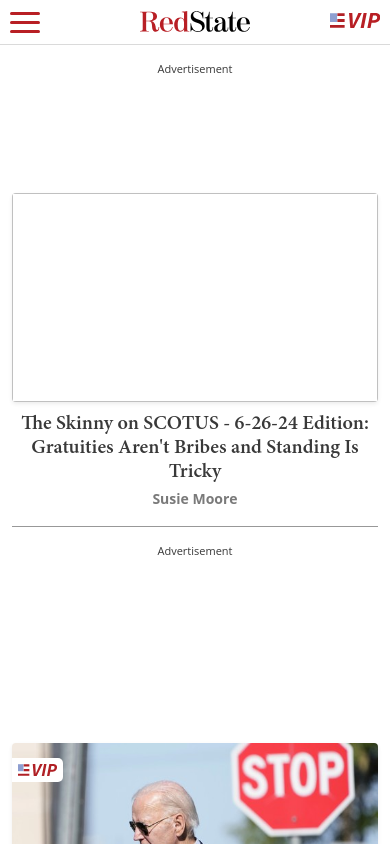 RedState
VIP
Advertisement
The Skinny on SCOTUS - 6-26-24 Edition:
Gratuities Aren't Bribes and Standing Is
Tricky
Susie Moore
Advertisement
VIP
STOP